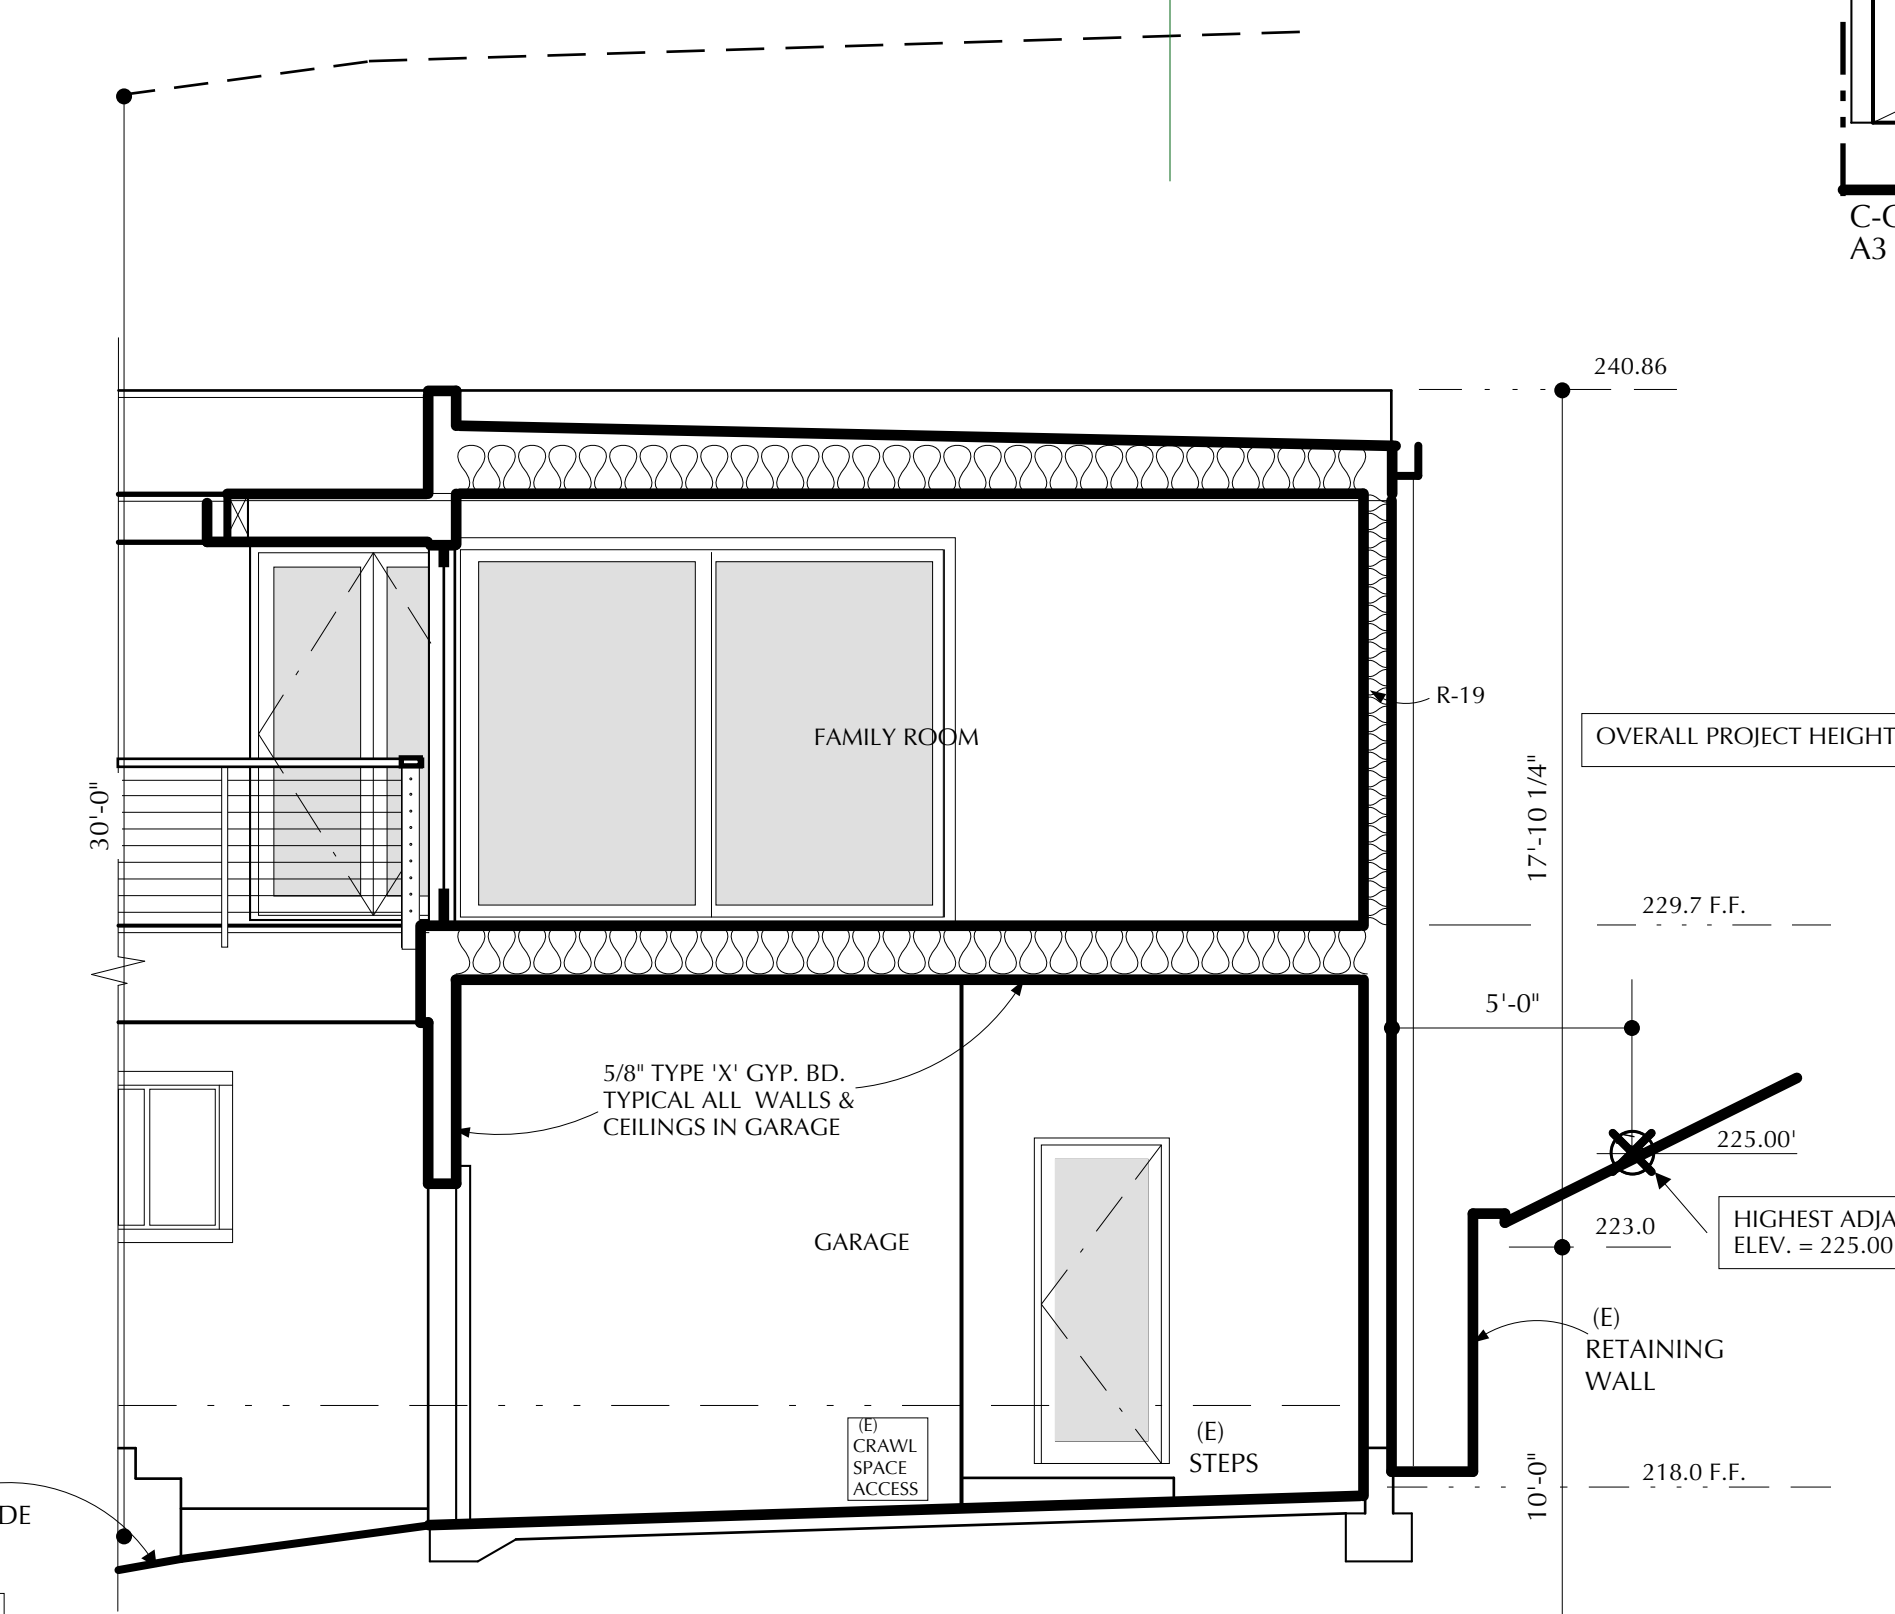 C-C
A3
240.86
R-19
OVERALL PROJECT HEIGHT
FAMILY ROOM
17'-10 1/4"
30'-0"
229.7 F.F.
5'-0"
5/8" TYPE 'X' GYP. BD.
TYPICAL ALL WALLS &
CEILINGS IN GARAGE
225.00'
HIGHEST ADJA
ELEV. = 225.00
223.0
GARAGE
(E)
RETAINING
WALL
(E)
CRAWL
SPACE
ACCESS
(E)
STEPS
218.0 F.F.
10'-0"
DE